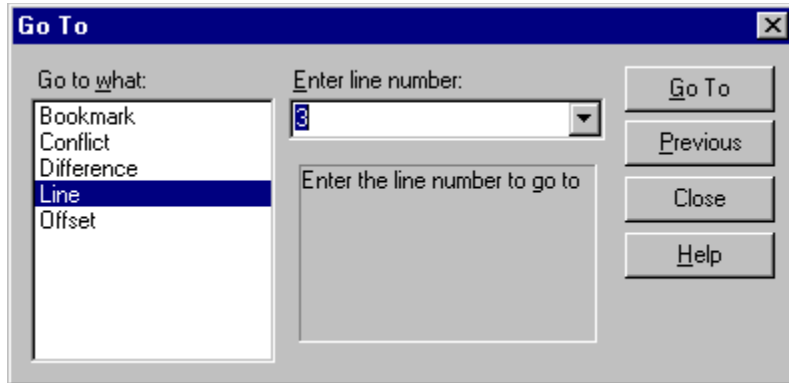 Go To
Go to what:
Bookmark
Conflict
Difference
Line
Offset
Enter line number:
3
Enter the line number to go to
Go To
Previous
Close
Help